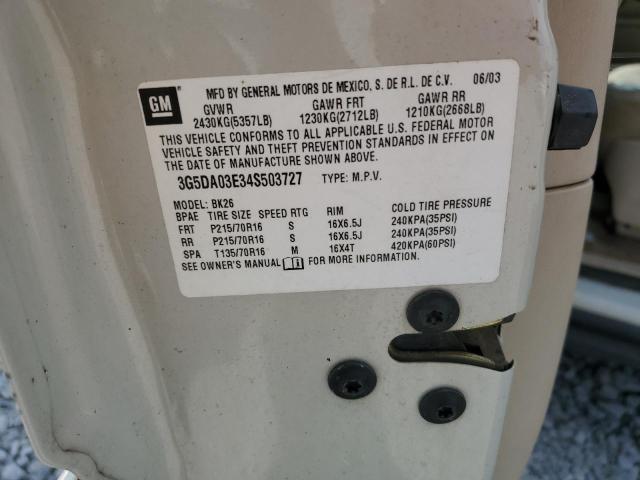 GM
MFD BY GENERAL MOTORS DE MEXICO, S. DE R.L. DE C.V. 06/03
GVWR GAWR FRT GAWR RR
2430KG(5357LB) 1230KG(2712LB) 1210KG(2668LB)
THIS VEHICLE CONFORMS TO ALL APPLICABLE U.S. FEDERAL MOTOR
VEHICLE SAFETY AND THEFT PREVENTION STANDARDS IN EFFECT ON
THE DATE OF MANUFACTURE SHOWN ABOVE.
3G5DA03E34S503727 TYPE: M.P.V.
MODEL: BK26
BPAE TIRE SIZE SPEED RTG RIM COLD TIRE PRESSURE
FRT P215/70R16 S 16X6.5J 240KPA(35PSI)
RR P215/70R16 S 16X6.5J 240KPA(35PSI)
SPA T135/70R16 M 16X4T 420KPA(60PSI)
SEE OWNER'S MANUAL FOR MORE INFORMATION.